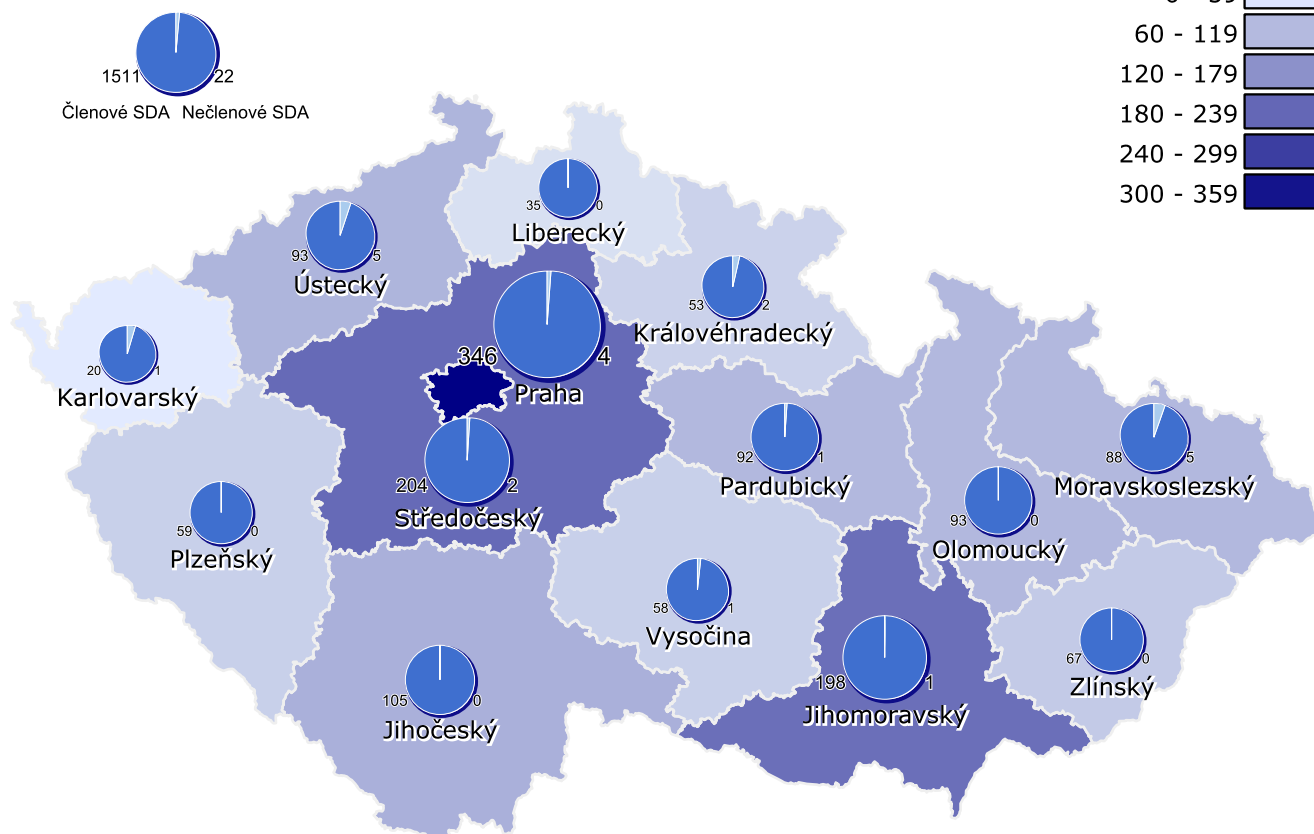 60 - 119
120 - 179
180 - 239
240 - 299
300 - 359
1511 22
Členové SDA Nečlenové SDA
35 0
Liberecký
93 5
Ústecký
53 2
Královéhradecký
346 4
Praha
20 1
Karlovarský
92 1
Pardubický
88 5
Moravskoslezský
204 2
Středočeský
59 0
Plzeňský
93 0
Olomoucký
58 1
Vysočina
67 0
Zlínský
198 1
Jihomoravský
105 0
Jihočeský